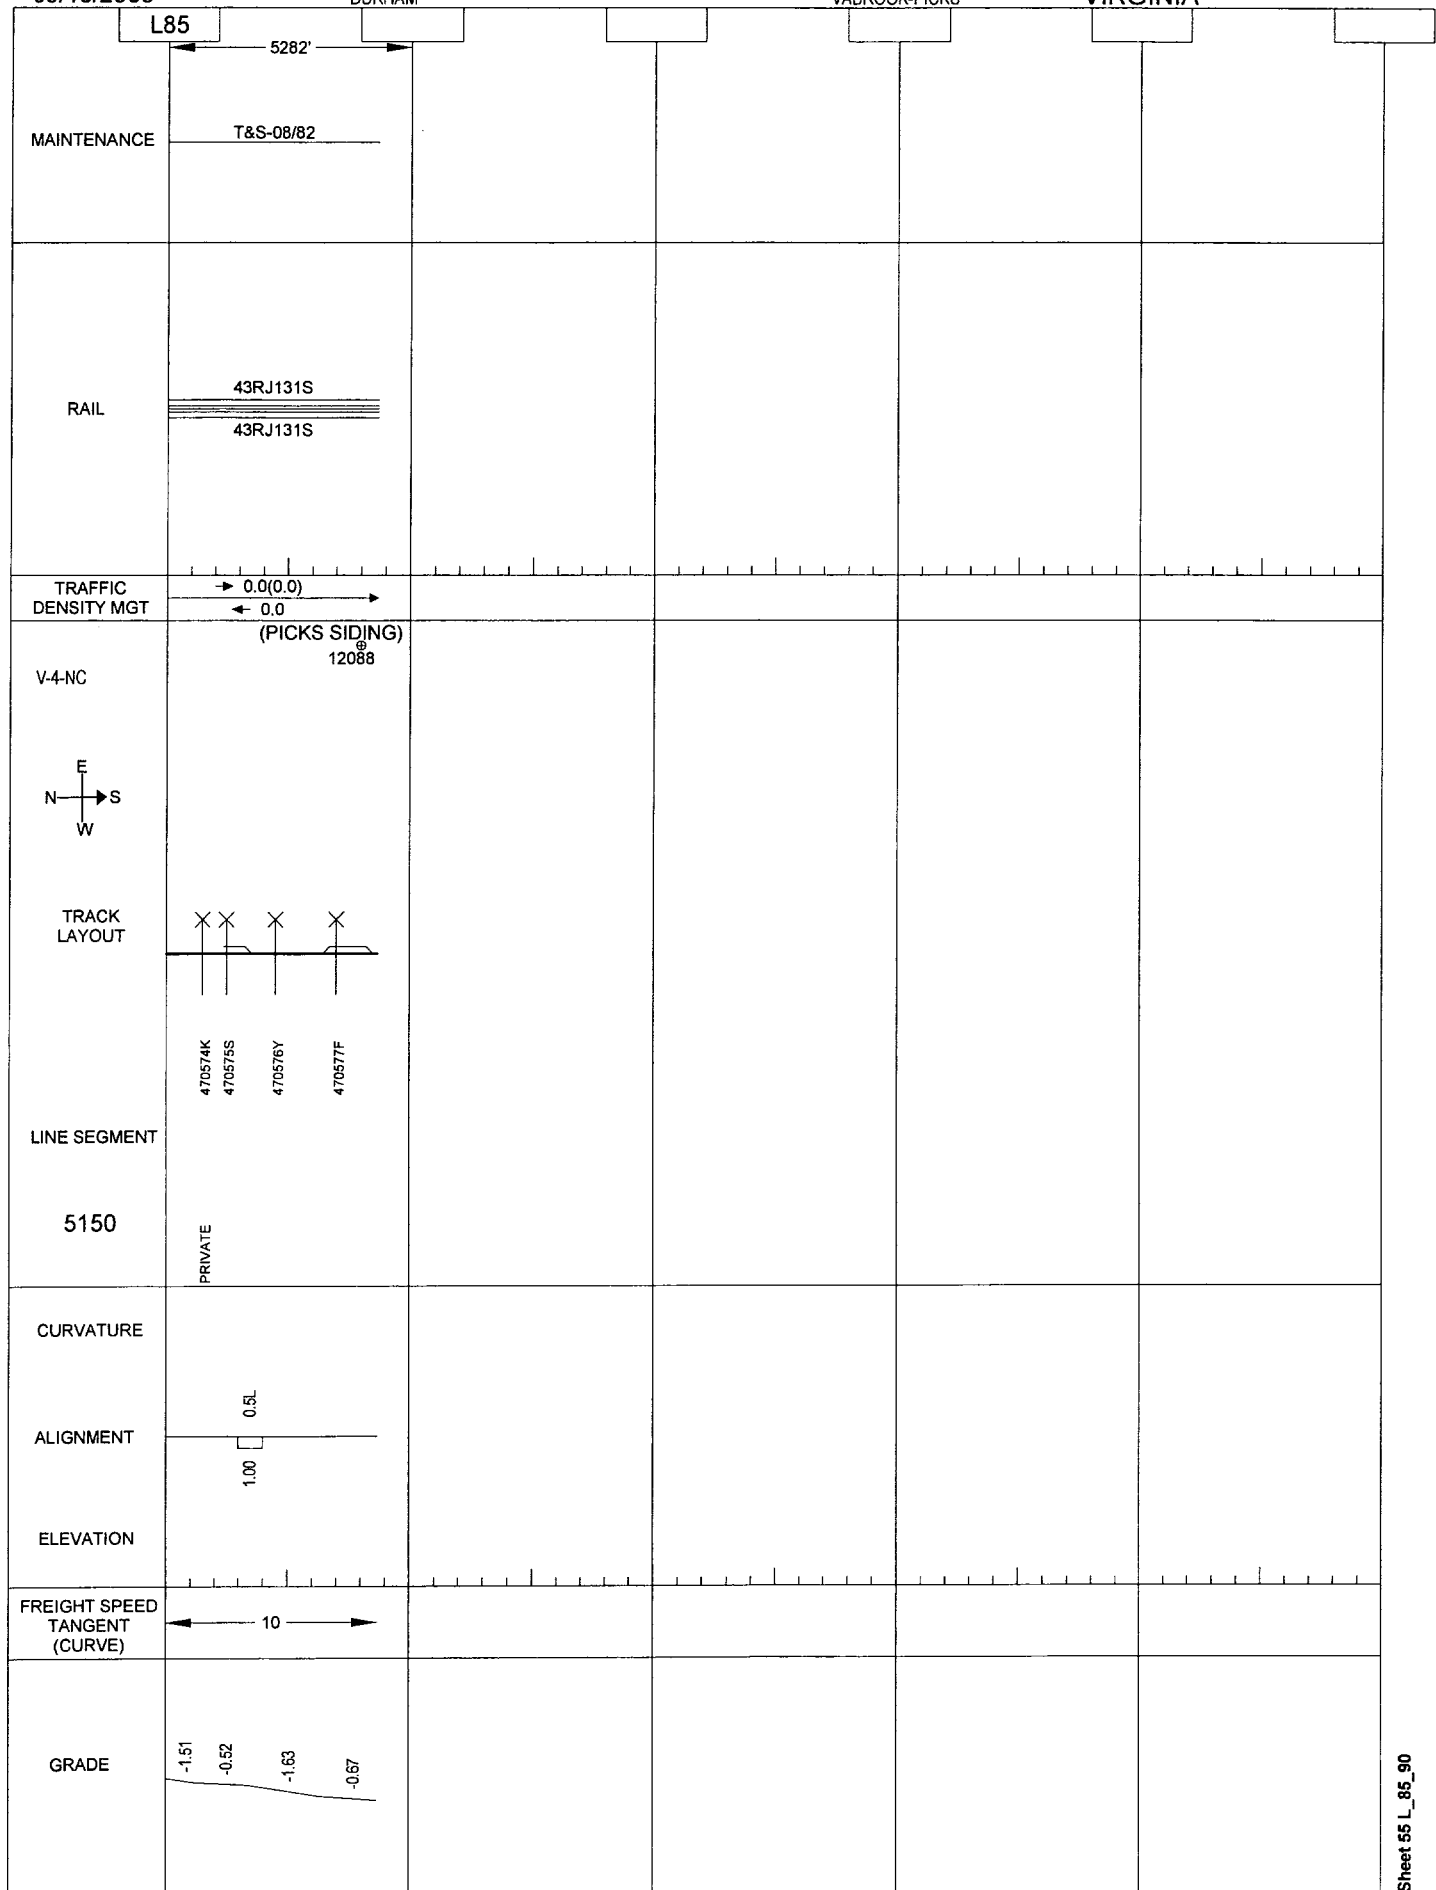 L85
5282'
MAINTENANCE
T&S-08/82
RAIL
43RJ131S
43RJ131S
TRAFFIC
DENSITY MGT
0.0(0.0)
0.0
(PICKS SIDING)
12088
V-4-NC
E
N
S
W
TRACK
LAYOUT
470574K
470575S
470576Y
470577F
LINE SEGMENT
5150
PRIVATE
CURVATURE
0.5L
ALIGNMENT
1.00
ELEVATION
FREIGHT SPEED
TANGENT
(CURVE)
10
GRADE
-1.51
-0.52
-1.63
-0.67
Sheet 55 L_85_90